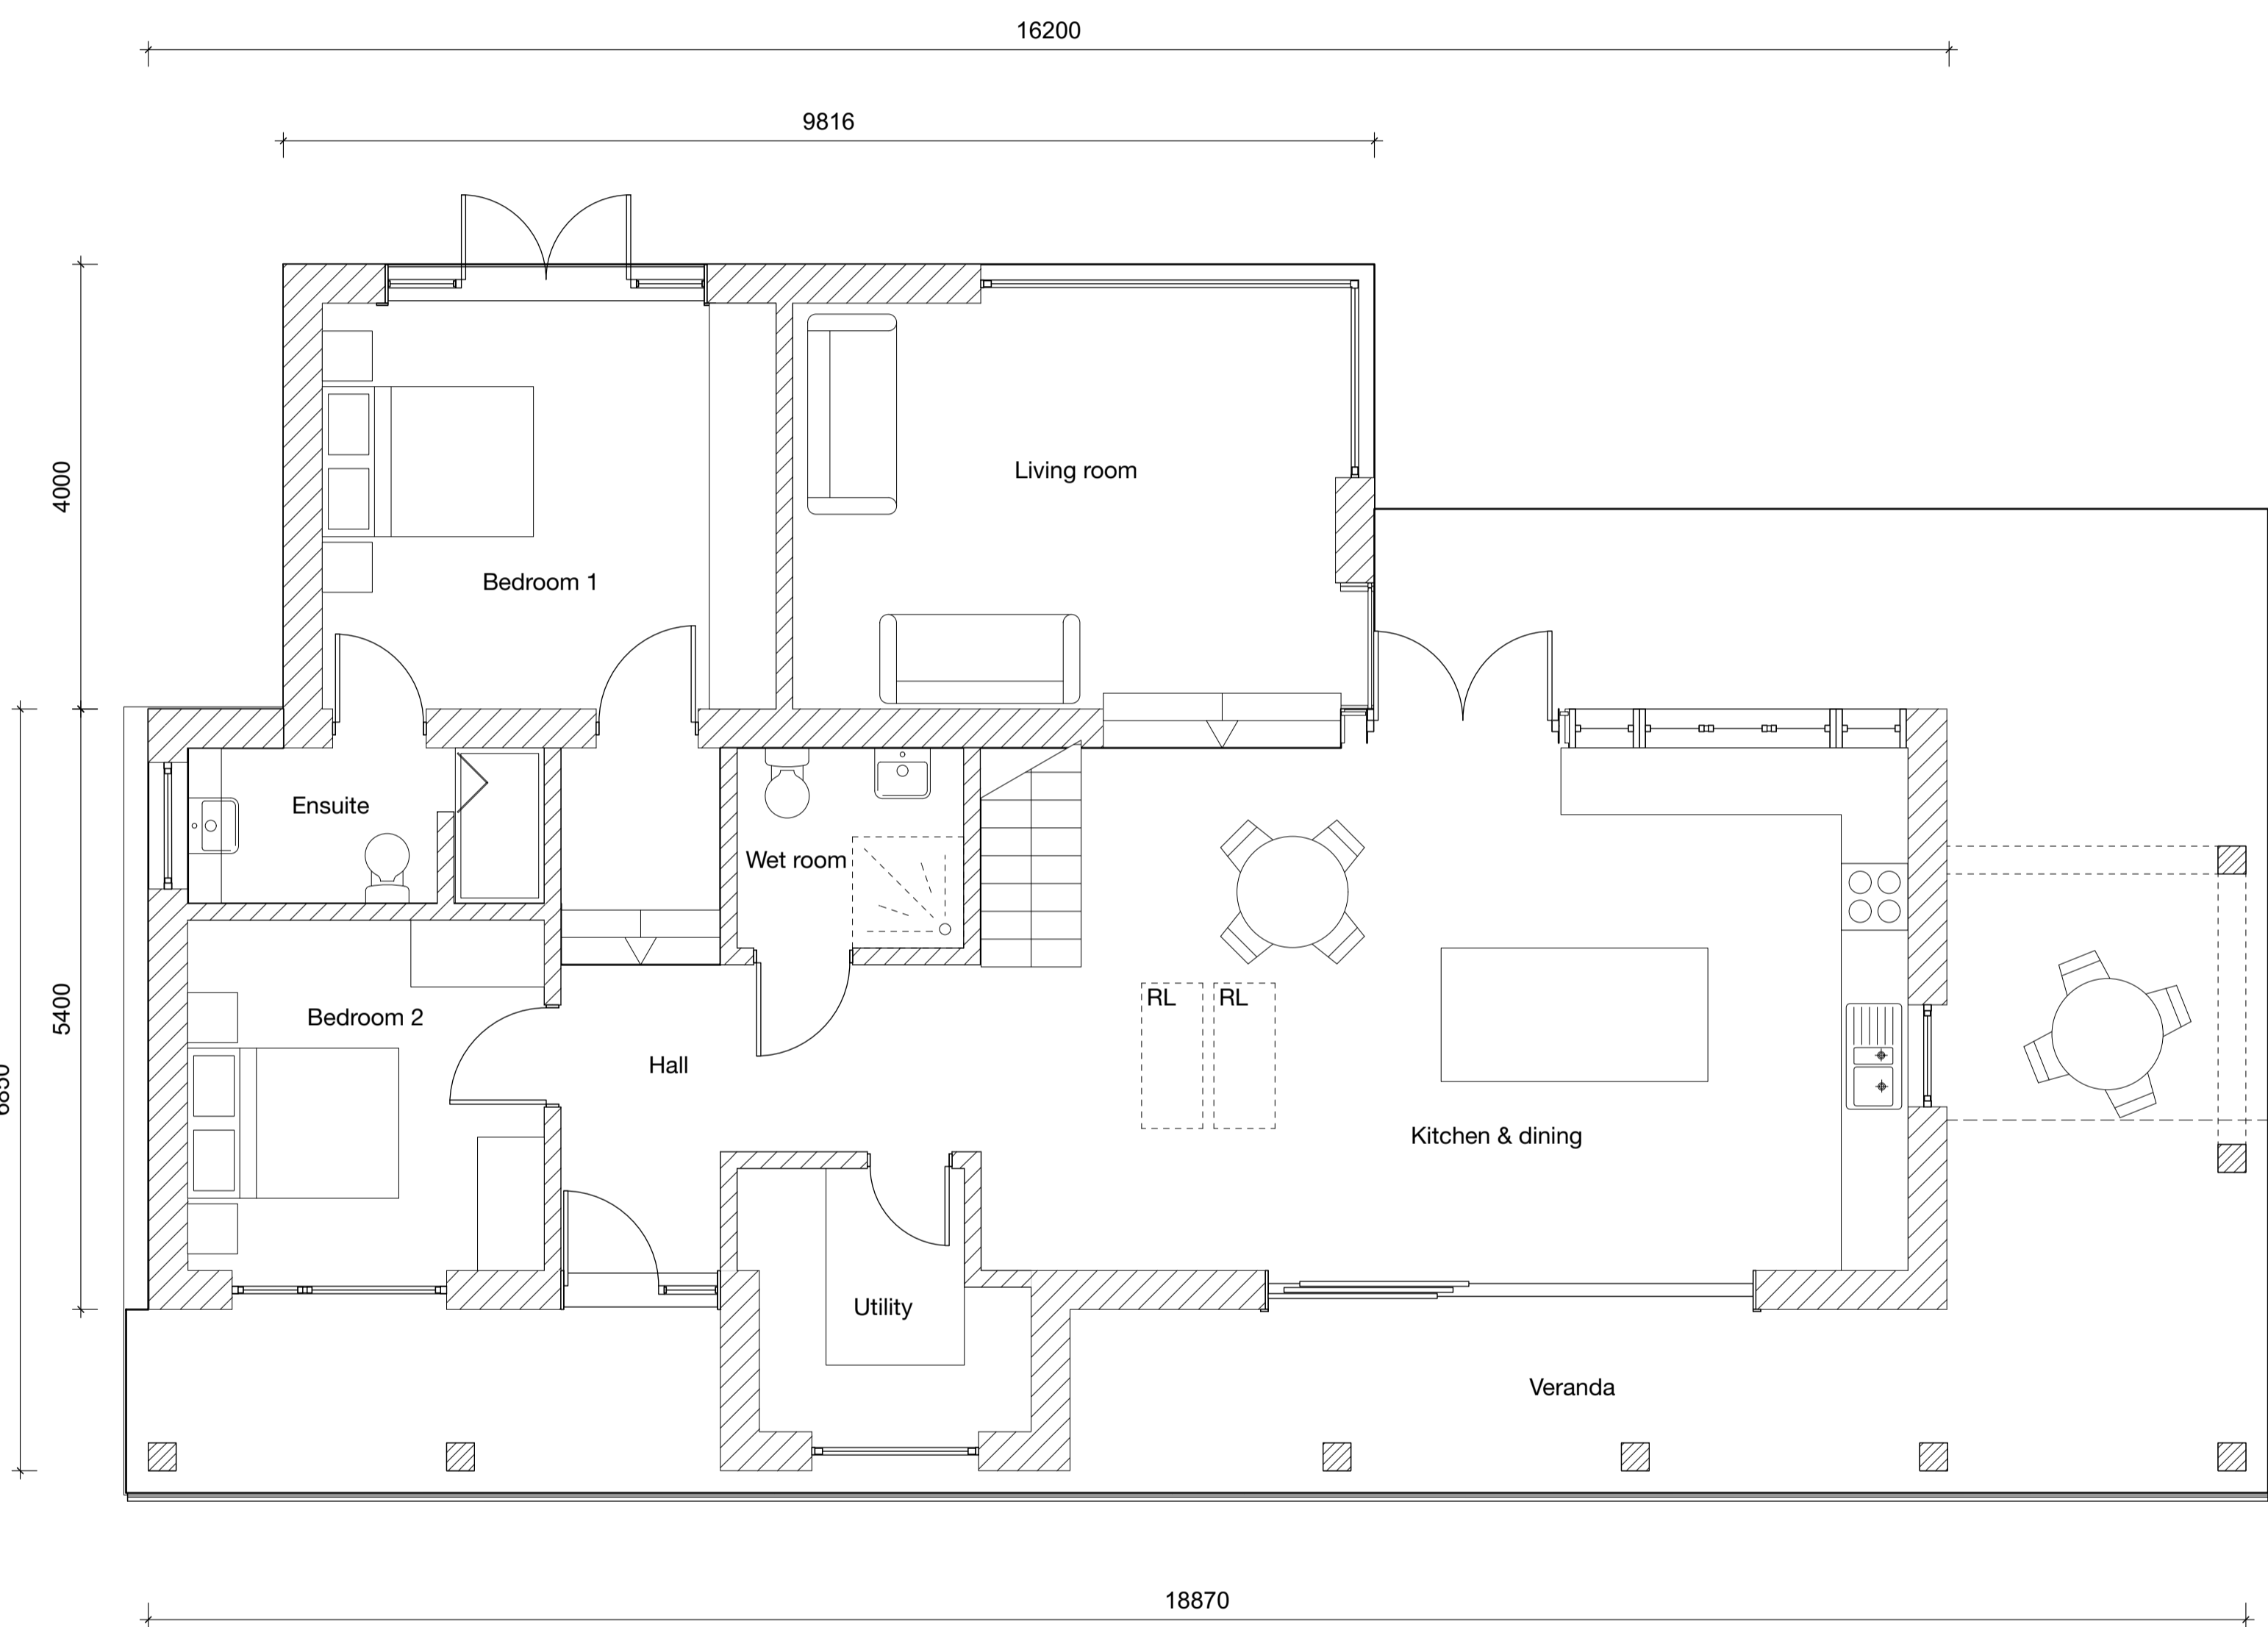 16200
9816
4000
Living room
Bedroom 1
Ensuite
Wet room
RL
RL
5400
Bedroom 2
Hall
6850
Kitchen & dining
Utility
Veranda
18870